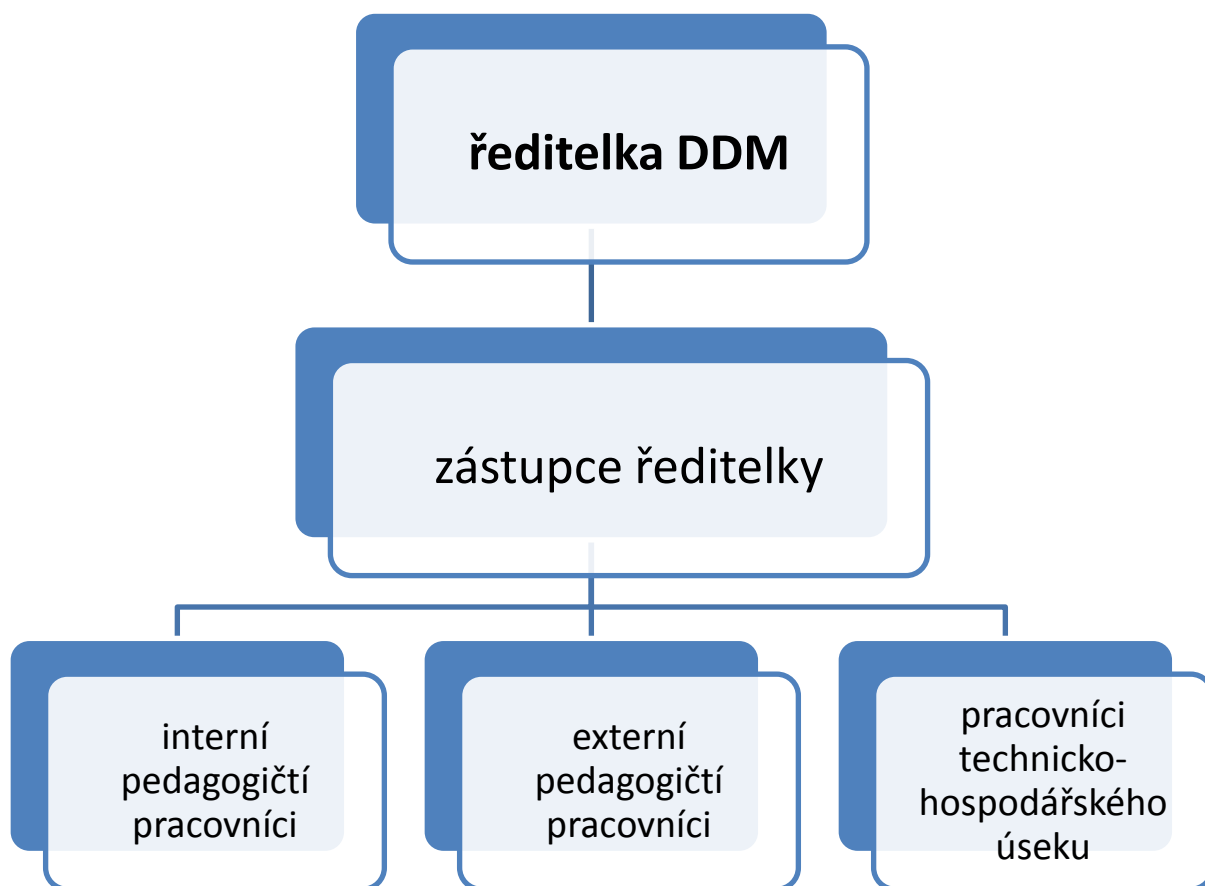 ředitelka DDM
zástupce ředitelky
interní
pedagogičtí
pracovníci
externí
pedagogičtí
pracovníci
pracovníci
technicko-
hospodářského
úseku